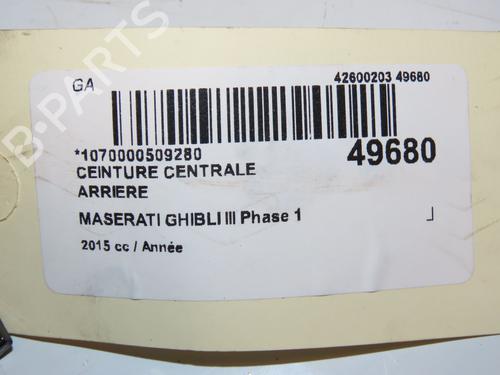 GA
42600203 49680
*1070000509280
49680
CEINTURE CENTRALE
ARRIERE
MASERATI GHIBLI III Phase 1
2015 cc / Année
B-PARTS